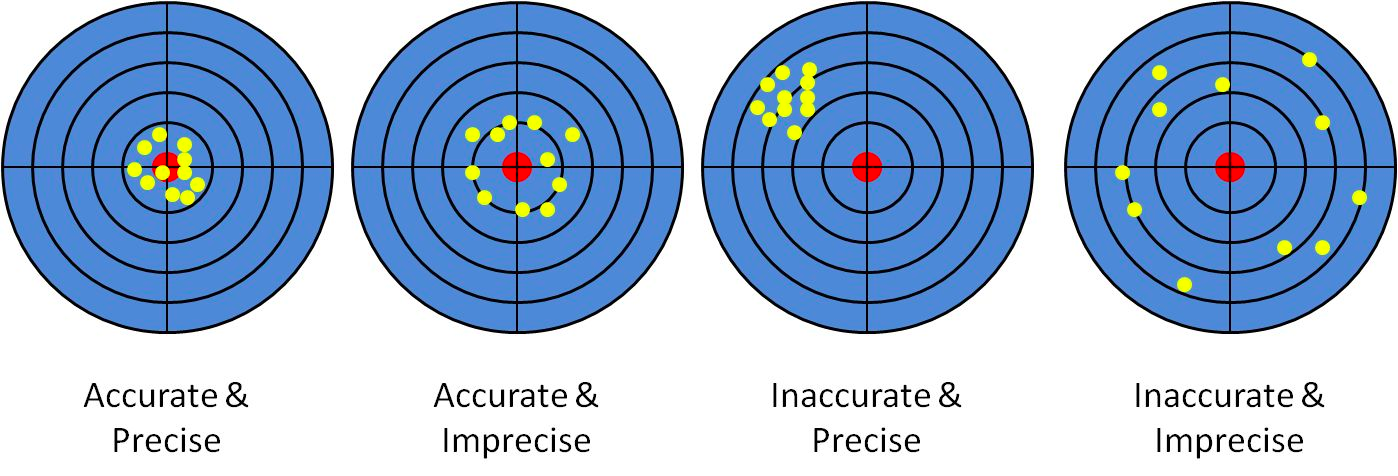 Accurate &
Precise
Accurate &
Imprecise
Inaccurate &
Precise
Inaccurate &
Imprecise